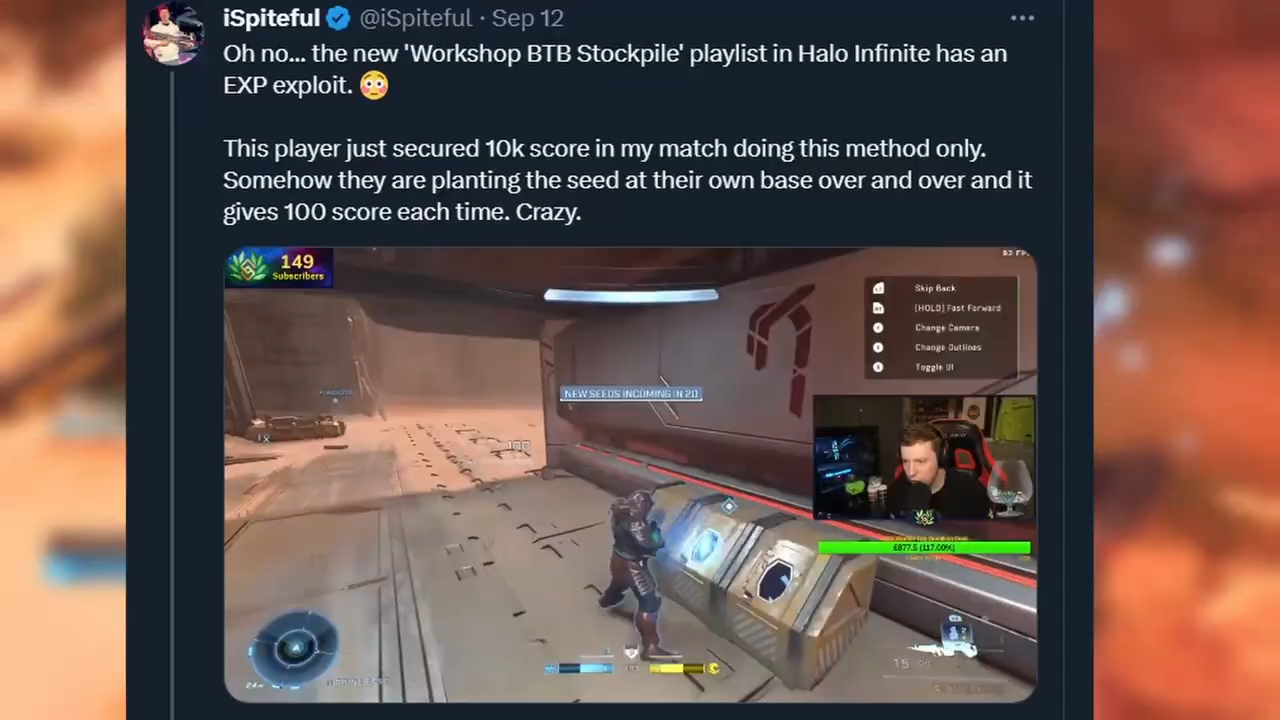 iSpiteful @iSpiteful · Sep 12
Oh no... the new 'Workshop BTB Stockpile' playlist in Halo Infinite has an
EXP exploit. 😳
This player just secured 10k score in my match doing this method only.
Somehow they are planting the seed at their own base over and over and it
gives 100 score each time. Crazy.
149
Subscribers
Skip Back
[HOLD] Fast Forward
Change Camera
Change Outlines
Toggle UI
NEW SEEDS INCOMING IN 20
£877.5 (117.00%)
15